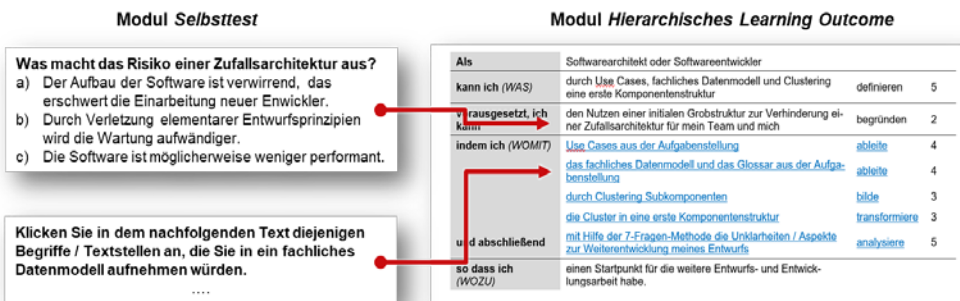 Modul Selbsttest
Was macht das Risiko einer Zufallsarchitektur aus?
a) Der Aufbau der Software ist verwirrend, das
erschwert die Einarbeitung neuer Enwickler.
b) Durch Verletzung elementarer Entwurfsprinzipien
wird die Wartung aufwändiger.
c) Die Software ist möglicherweise weniger performant.
Klicken Sie in dem nachfolgenden Text diejenigen
Begriffe / Textstellen an, die Sie in ein fachliches
Datenmodell aufnehmen würden.
....
Modul Hierarchisches Learning Outcome
Als Softwarearchitekt oder Softwareentwickler
kann ich (WAS) durch Use Cases, fachliches Datenmodell und Clustering definieren 5
eine erste Komponentenstruktur
vorausgesetzt, ich den Nutzen einer initialen Grobstruktur zur Verhinderung ei- begründen 2
kann ner Zufallsarchitektur für mein Team und mich
indem ich (WOMIT) Use Cases aus der Aufgabenstellung ableite 4
das fachliches Datenmodell und das Glossar aus der Aufga- ableite 4
benstellung
durch Clustering Subkomponenten bilde 3
die Cluster in eine erste Komponentenstruktur transformiere 3
und abschließend mit Hilfe der 7-Fragen-Methode die Unklarheiten / Aspekte analysiere 5
zur Weiterentwicklung meines Entwurfs
so dass ich einen Startpunkt für die weitere Entwurfs- und Entwick-
(WOZU) lungsarbeit habe.